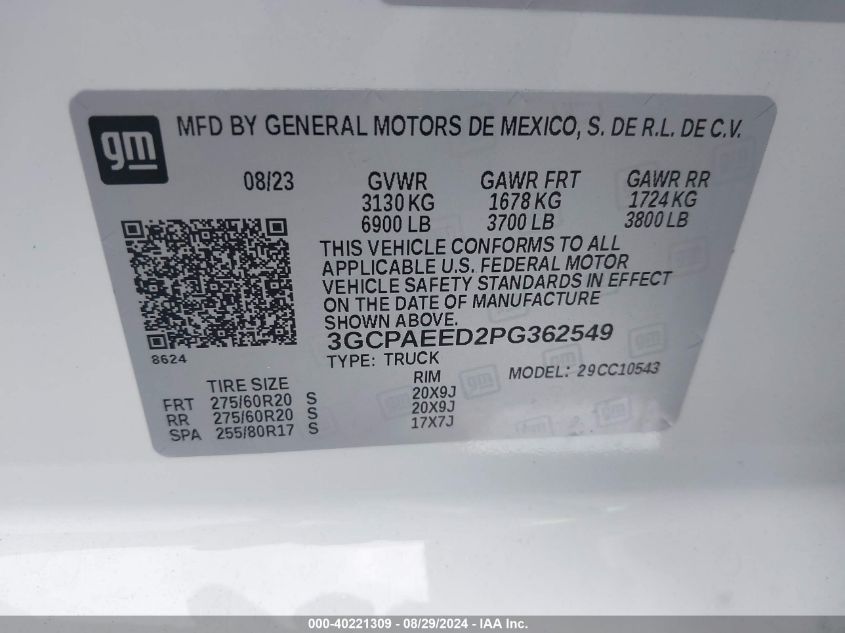 gm
MFD BY GENERAL MOTORS DE MEXICO, S. DE R.L. DE C.V.
08/23 GVWR GAWR FRT GAWR RR
3130 KG 1678 KG 1724 KG
6900 LB 3700 LB 3800 LB
THIS VEHICLE CONFORMS TO ALL
APPLICABLE U.S. FEDERAL MOTOR
VEHICLE SAFETY STANDARDS IN EFFECT
ON THE DATE OF MANUFACTURE
SHOWN ABOVE.
3GCPAEED2PG362549
8624
TYPE: TRUCK MODEL: 29CC10543
TIRE SIZE RIM
FRT 275/60R20 S 20X9J
RR 275/60R20 S 20X9J
SPA 255/80R17 S 17X7J
000-40221309 - 08/29/2024 - IAA Inc.